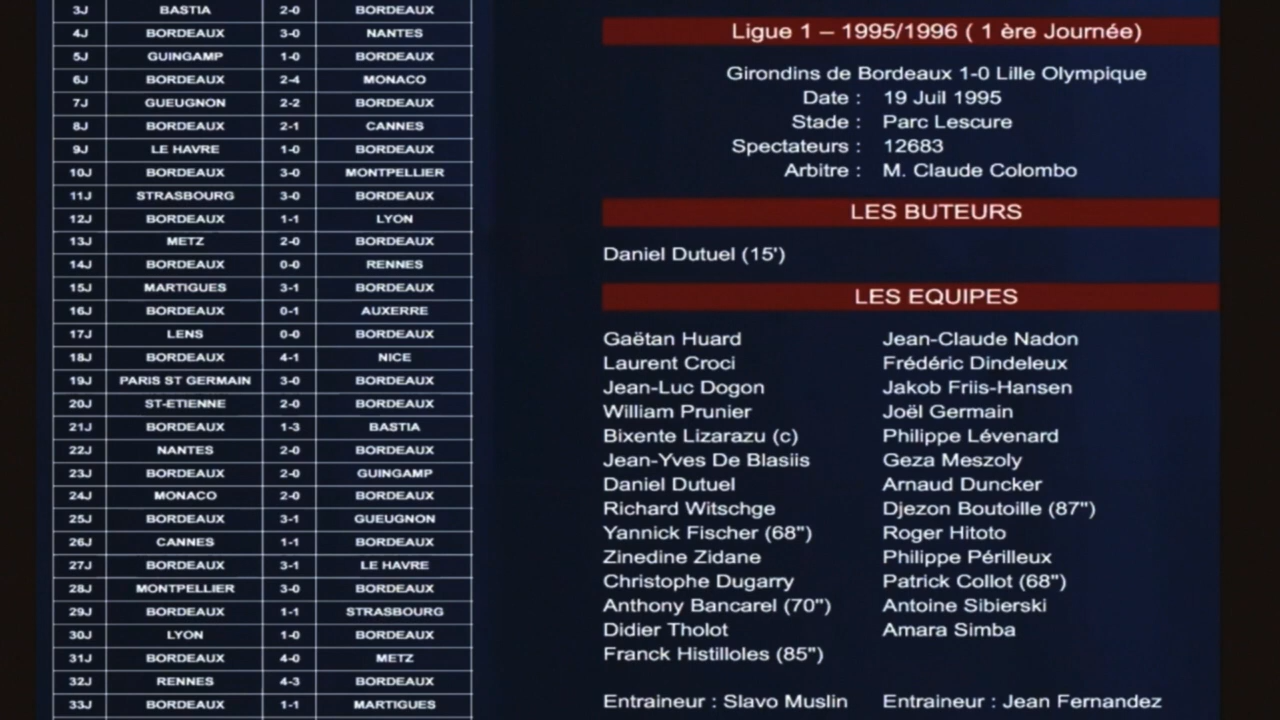 3J BASTIA 2-0 BORDEAUX
4J BORDEAUX 3-0 NANTES
5J GUINGAMP 1-0 BORDEAUX
6J BORDEAUX 2-4 MONACO
7J GUEUGNON 2-2 BORDEAUX
8J BORDEAUX 2-1 CANNES
9J LE HAVRE 1-0 BORDEAUX
10J BORDEAUX 3-0 MONTPELLIER
11J STRASBOURG 3-0 BORDEAUX
12J BORDEAUX 1-1 LYON
13J METZ 2-0 BORDEAUX
14J BORDEAUX 0-0 RENNES
15J MARTIGUES 3-1 BORDEAUX
16J BORDEAUX 0-1 AUXERRE
17J LENS 0-0 BORDEAUX
18J BORDEAUX 4-1 NICE
19J PARIS ST GERMAIN 3-0 BORDEAUX
20J ST-ETIENNE 2-0 BORDEAUX
21J BORDEAUX 1-3 BASTIA
22J NANTES 2-0 BORDEAUX
23J BORDEAUX 2-0 GUINGAMP
24J MONACO 2-0 BORDEAUX
25J BORDEAUX 3-1 GUEUGNON
26J CANNES 1-1 BORDEAUX
27J BORDEAUX 3-1 LE HAVRE
28J MONTPELLIER 3-0 BORDEAUX
29J BORDEAUX 1-1 STRASBOURG
30J LYON 1-0 BORDEAUX
31J BORDEAUX 4-0 METZ
32J RENNES 4-3 BORDEAUX
33J BORDEAUX 1-1 MARTIGUES
Ligue 1 – 1995/1996 ( 1 ère Journée)
Girondins de Bordeaux 1-0 Lille Olympique
Date : 19 Juil 1995
Stade : Parc Lescure
Spectateurs : 12683
Arbitre : M. Claude Colombo
LES BUTEURS
Daniel Dutuel (15')
LES EQUIPES
Gaëtan Huard Jean-Claude Nadon
Laurent Croci Frédéric Dindeleux
Jean-Luc Dogon Jakob Friis-Hansen
William Prunier Joël Germain
Bixente Lizarazu (c) Philippe Lévenard
Jean-Yves De Blasiis Geza Meszoly
Daniel Dutuel Arnaud Duncker
Richard Witschge Djezon Boutoille (87")
Yannick Fischer (68") Roger Hitoto
Zinedine Zidane Philippe Périlleux
Christophe Dugarry Patrick Collot (68")
Anthony Bancarel (70") Antoine Sibierski
Didier Tholot Amara Simba
Franck Histilloles (85")
Entraineur : Slavo Muslin Entraineur : Jean Fernandez